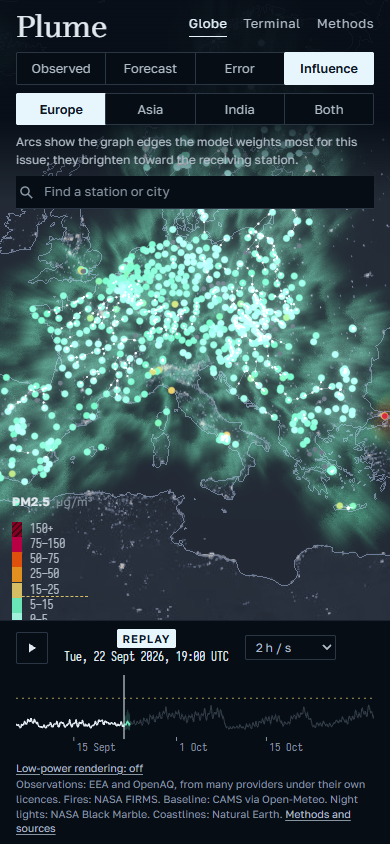 Plume
Globe Terminal Methods
Observed Forecast Error Influence
Europe Asia India Both
Arcs show the graph edges the model weights most for this
issue; they brighten toward the receiving station.
Find a station or city
PM2.5 µg/m³
150+
75–150
50–75
25–50
15–25
5–15
0–5
REPLAY
Tue, 22 Sept 2026, 19:00 UTC
2 h / s
15 Sept 1 Oct 15 Oct
Low-power rendering: off
Observations: EEA and OpenAQ, from many providers under their own
licences. Fires: NASA FIRMS. Baseline: CAMS via Open-Meteo. Night
lights: NASA Black Marble. Coastlines: Natural Earth. Methods and
sources